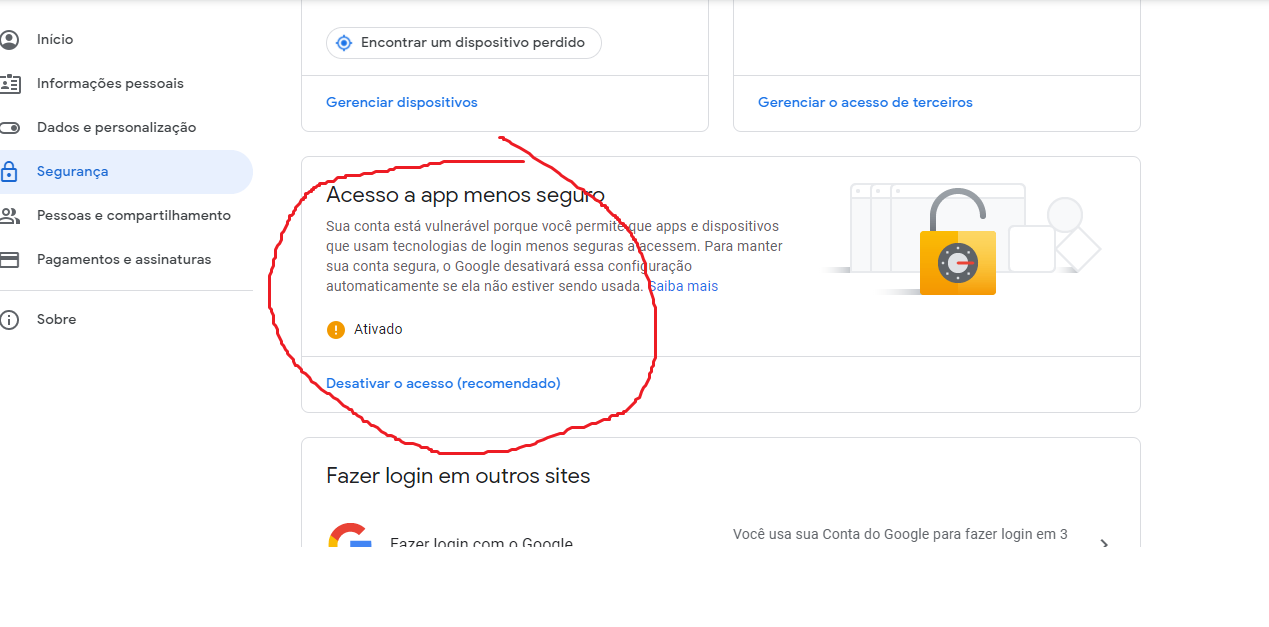 Início
Informações pessoais
Dados e personalização
Segurança
Pessoas e compartilhamento
Pagamentos e assinaturas
Sobre
Encontrar um dispositivo perdido
Gerenciar dispositivos
Gerenciar o acesso de terceiros
Acesso a app menos seguro
Sua conta está vulnerável porque você permite que apps e dispositivos
que usam tecnologias de login menos seguras a acessem. Para manter
sua conta segura, o Google desativará essa configuração
automaticamente se ela não estiver sendo usada. Saiba mais
Ativado
Desativar o acesso (recomendado)
Fazer login em outros sites
Fazer login com o Google
Você usa sua Conta do Google para fazer login em 3